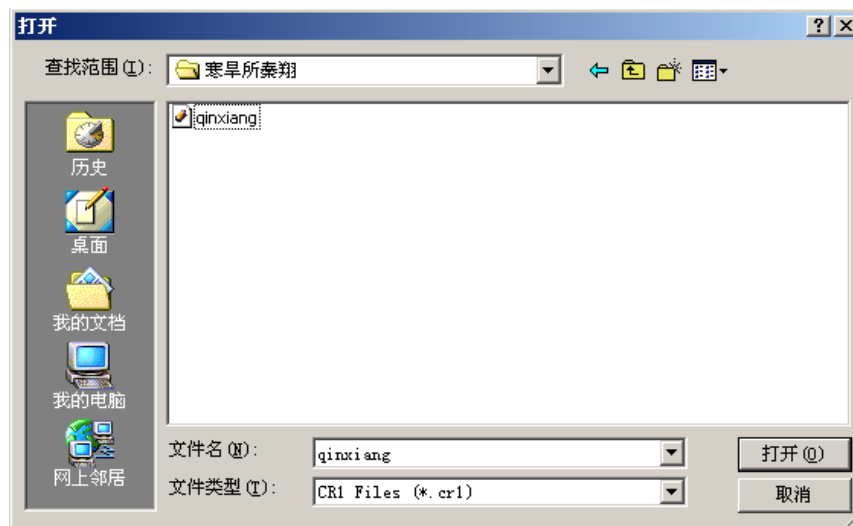 打开
查找范围(I):
寒旱所秦翔
qinxiang
历史
桌面
我的文档
我的电脑
网上邻居
文件名(N):
qinxiang
打开(O)
文件类型(T):
CR1 Files (*.cr1)
取消